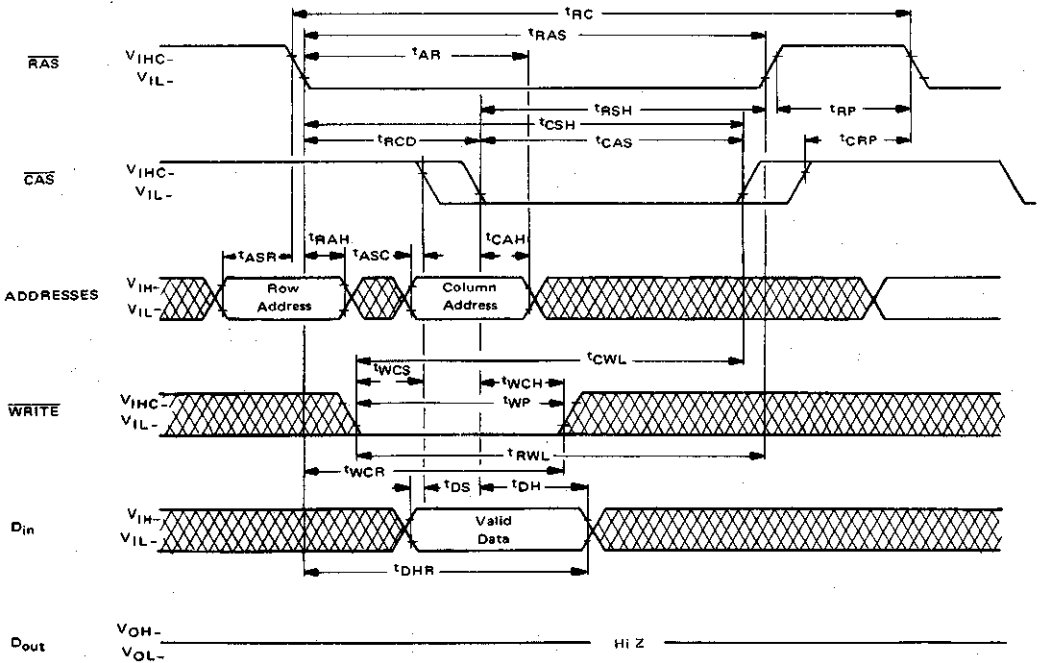 tRC
tRAS
tAR
RAS
VIHC-
VIL-
tRSH
tRP
tCSH
tRCD
tCAS
tCRP
CAS
VIHC-
VIL-
tRAH
tCAH
tASR
tASC
ADDRESSES
VIH-
VIL-
Row
Address
Column
Address
tCWL
tWCS
tWCH
tWP
WRITE
VIHC-
VIL-
tRWL
tWCR
tDS
tDH
Din
VIH-
VIL-
Valid
Data
tDHR
Dout
VOH-
VOL-
Hi Z